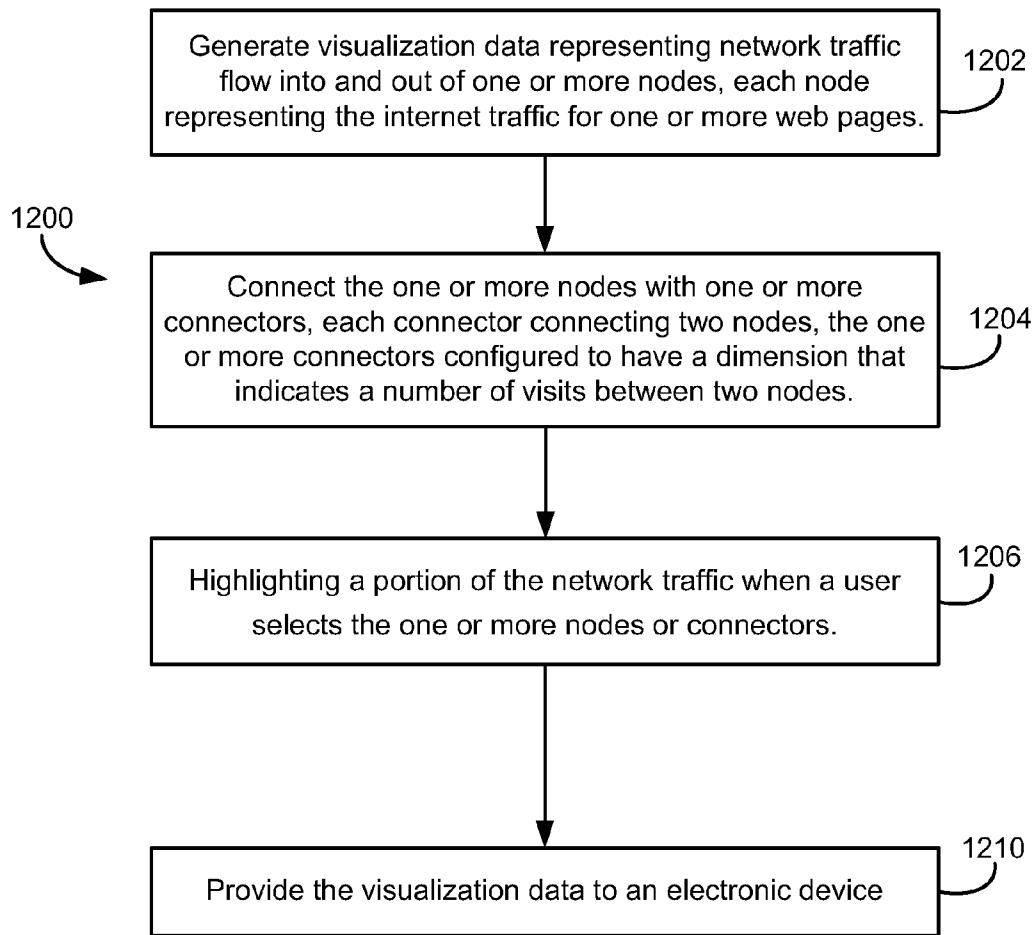 Generate visualization data representing network traffic
flow into and out of one or more nodes, each node
representing the internet traffic for one or more web pages.
1202
1200
Connect the one or more nodes with one or more
connectors, each connector connecting two nodes, the one
or more connectors configured to have a dimension that
indicates a number of visits between two nodes.
1204
Highlighting a portion of the network traffic when a user
selects the one or more nodes or connectors.
1206
Provide the visualization data to an electronic device
1210